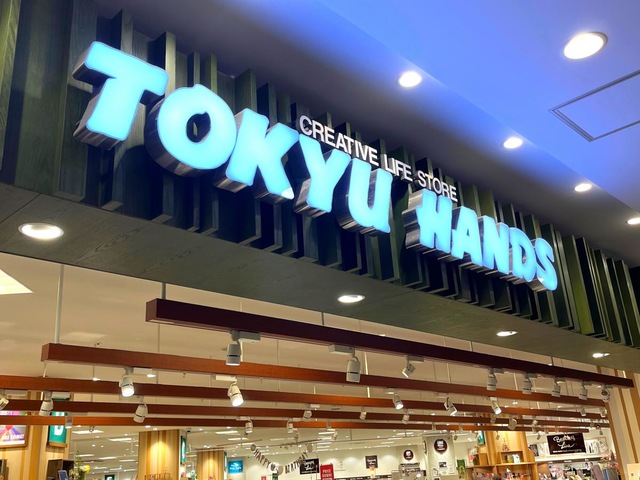 CREATIVE LIFE STORE
TOKYU HANDS